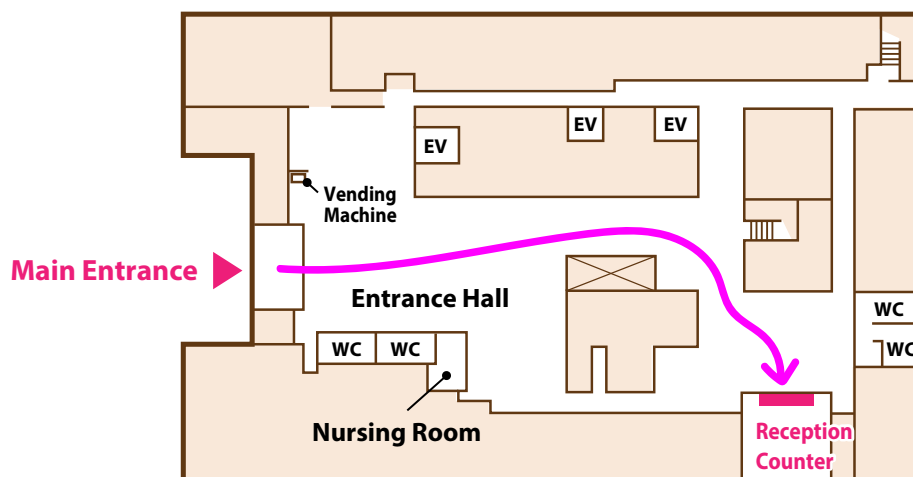 EV
EV
EV
Vending
Machine
Main Entrance
Entrance Hall
WC
WC
WC
WC
Nursing Room
Reception
Counter